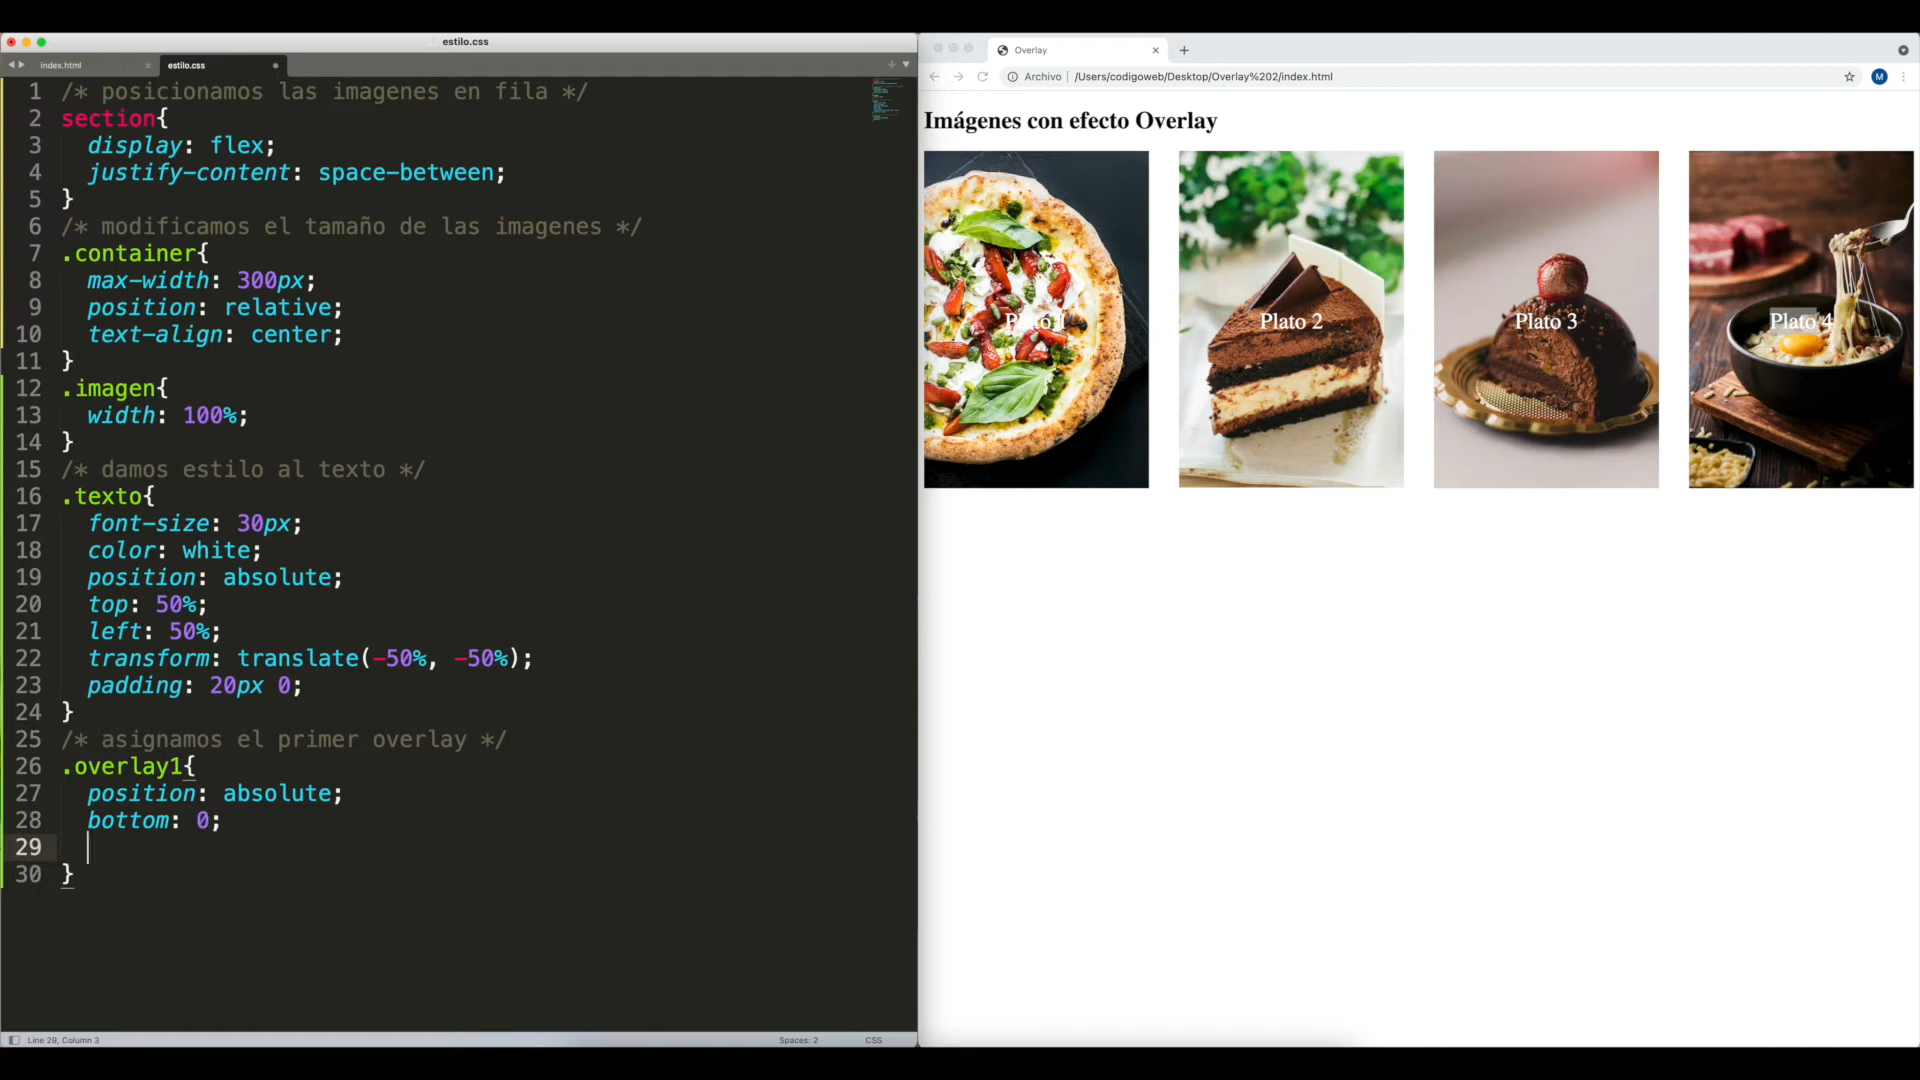 estilo.css
index.html
estilo.css
1 /* posicionamos las imagenes en fila */
2 section{
3 display: flex;
4 justify-content: space-between;
5 }
6 /* modificamos el tamaño de las imagenes */
7 .container{
8 max-width: 300px;
9 position: relative;
10 text-align: center;
11 }
12 .imagen{
13 width: 100%;
14 }
15 /* damos estilo al texto */
16 .texto{
17 font-size: 30px;
18 color: white;
19 position: absolute;
20 top: 50%;
21 left: 50%;
22 transform: translate(-50%, -50%);
23 padding: 20px 0;
24 }
25 /* asignamos el primer overlay */
26 .overlay1{
27 position: absolute;
28 bottom: 0;
29
30 }
Line 29, Column 3
Spaces: 2
CSS
Overlay
Archivo /Users/codigoweb/Desktop/Overlay%202/index.html
M
Imágenes con efecto Overlay
Plato 1
Plato 2
Plato 3
Plato 4